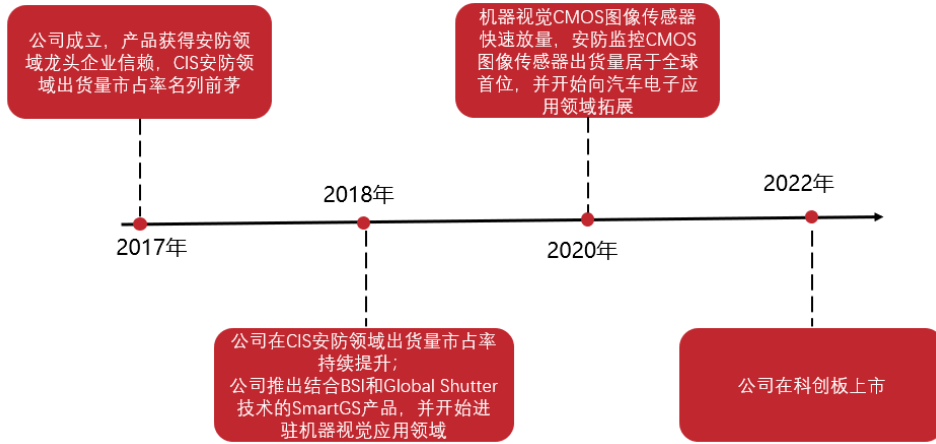 公司成立，产品获得安防领
域龙头企业信赖，CIS安防领
域出货量市占率名列前茅
2017年
2018年
公司在CIS安防领域出货量市占率
持续提升；
公司推出结合BSI和Global Shutter
技术的SmartGS产品，并开始进
驻机器视觉应用领域
机器视觉CMOS图像传感器
快速放量，安防监控CMOS
图像传感器出货量居于全球
首位，并开始向汽车电子应
用领域拓展
2020年
2022年
公司在科创板上市